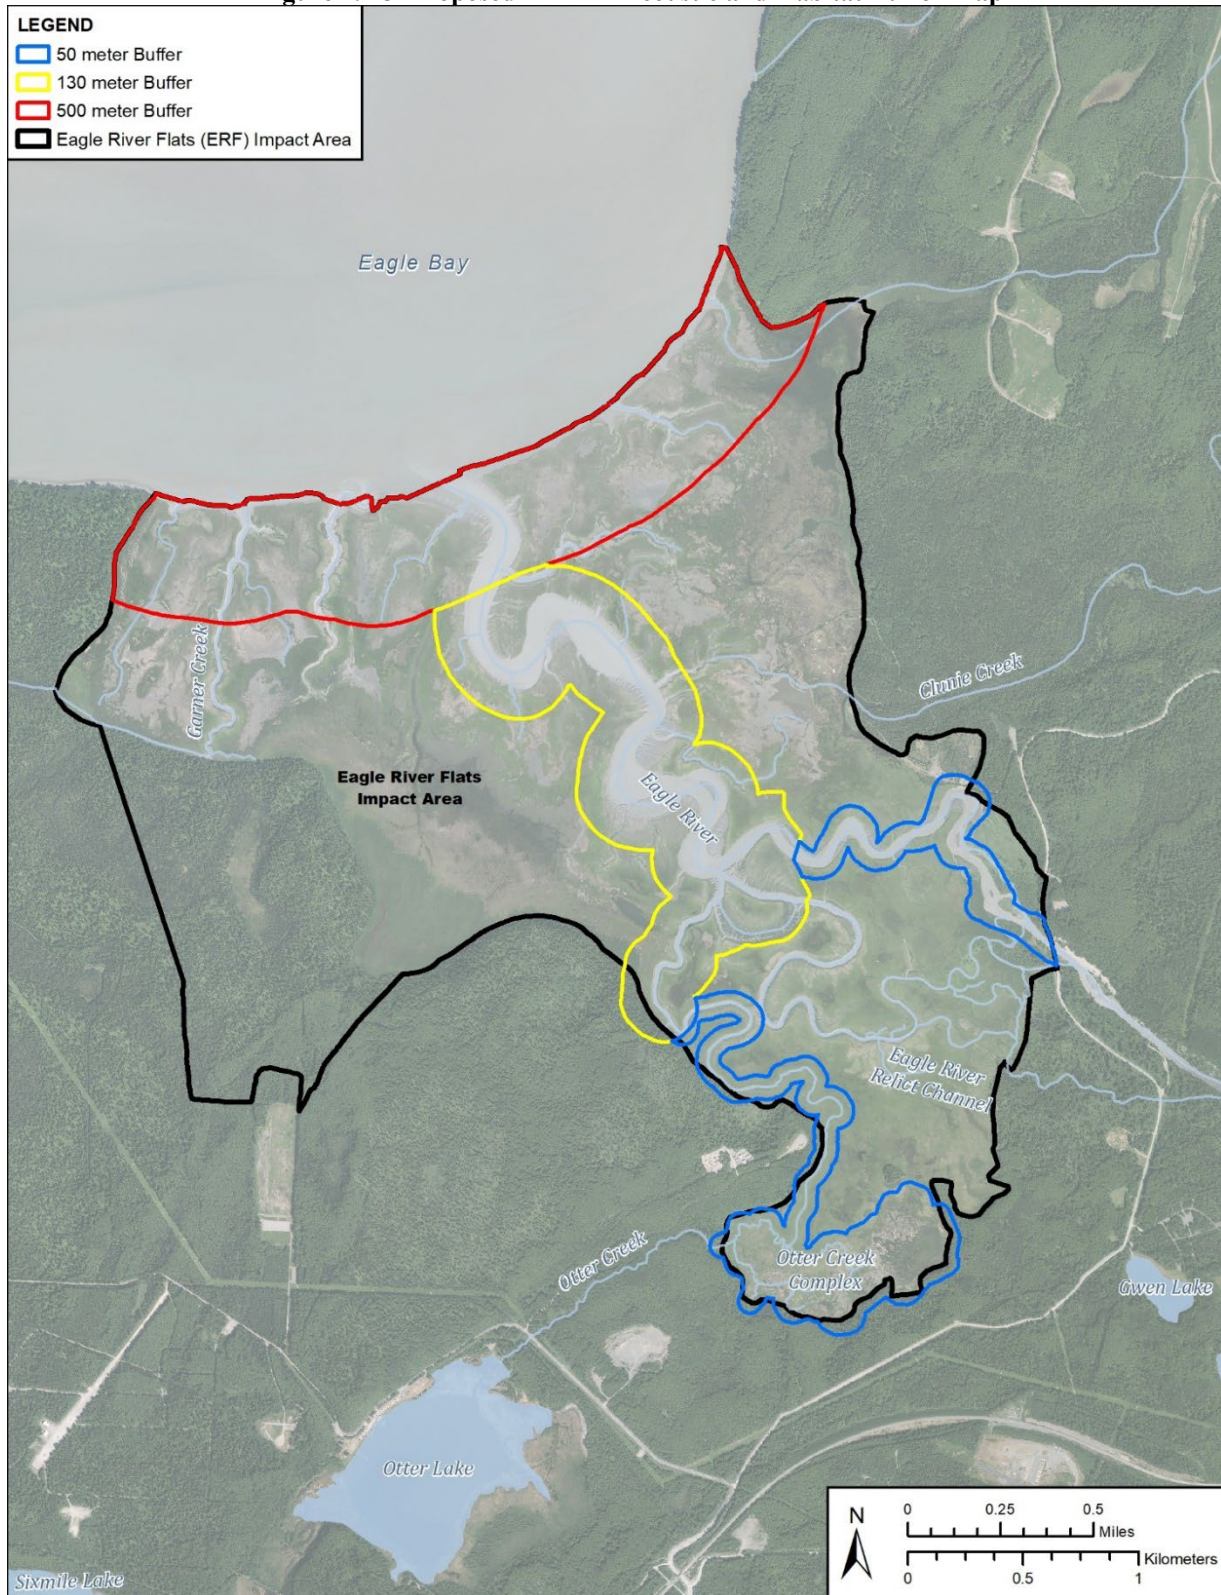 LEGEND
50 meter Buffer
130 meter Buffer
500 meter Buffer
Eagle River Flats (ERF) Impact Area
Eagle Bay
Garner Creek
Clunie Creek
Eagle River Flats
Impact Area
Eagle River
Eagle River
Relict Channel
Otter Creek
Otter Creek
Complex
Gwen Lake
Otter Lake
Sixmile Lake
N
0 0.25 0.5
Miles
Kilometers
0 0.5 1